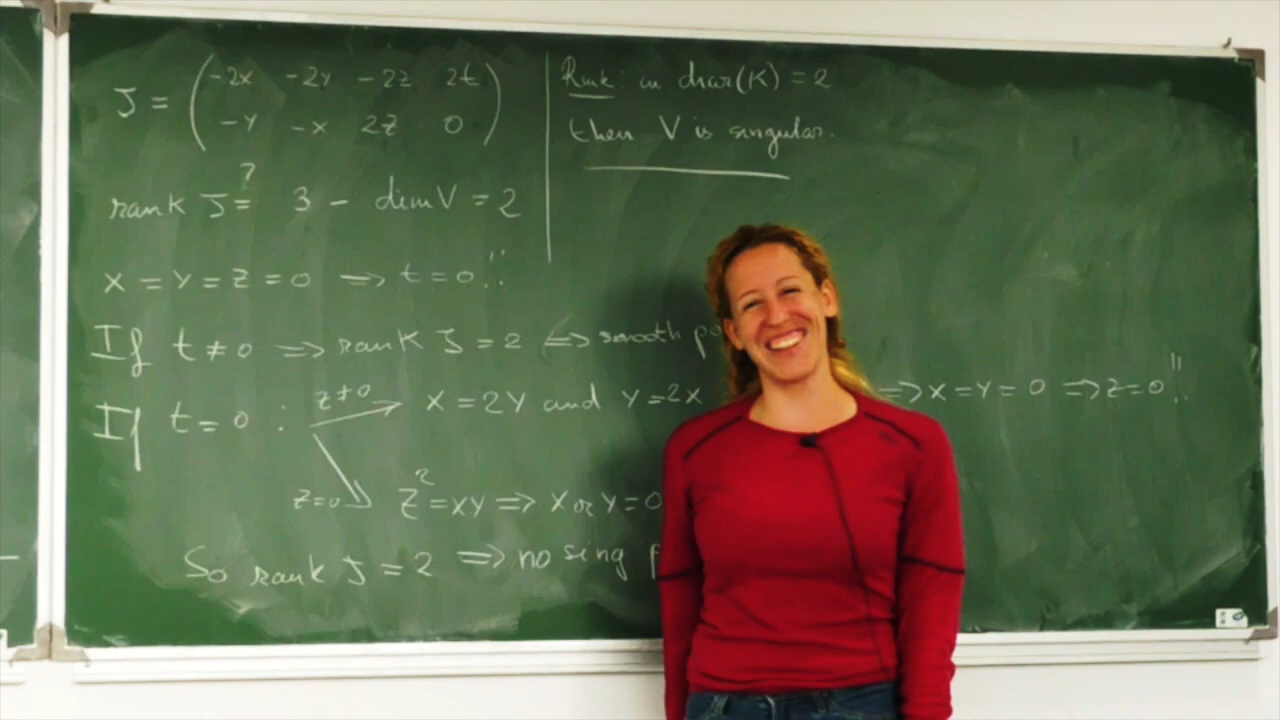 J = ( -2x -2y -2z 2t
-y -x 2z 0 )
rank J =? 3 - dim V = 2
x = y = z = 0 => t = 0 !!
If t ≠ 0 => rank J = 2 <=> smooth
If t = 0 : z≠0 x = 2y and y = 2x => x = y = 0 => z = 0 !!
z=0 z² = xy => x or y = 0
So rank J = 2 => no sing
Rmk: in char(K) = 2
then V is singular.